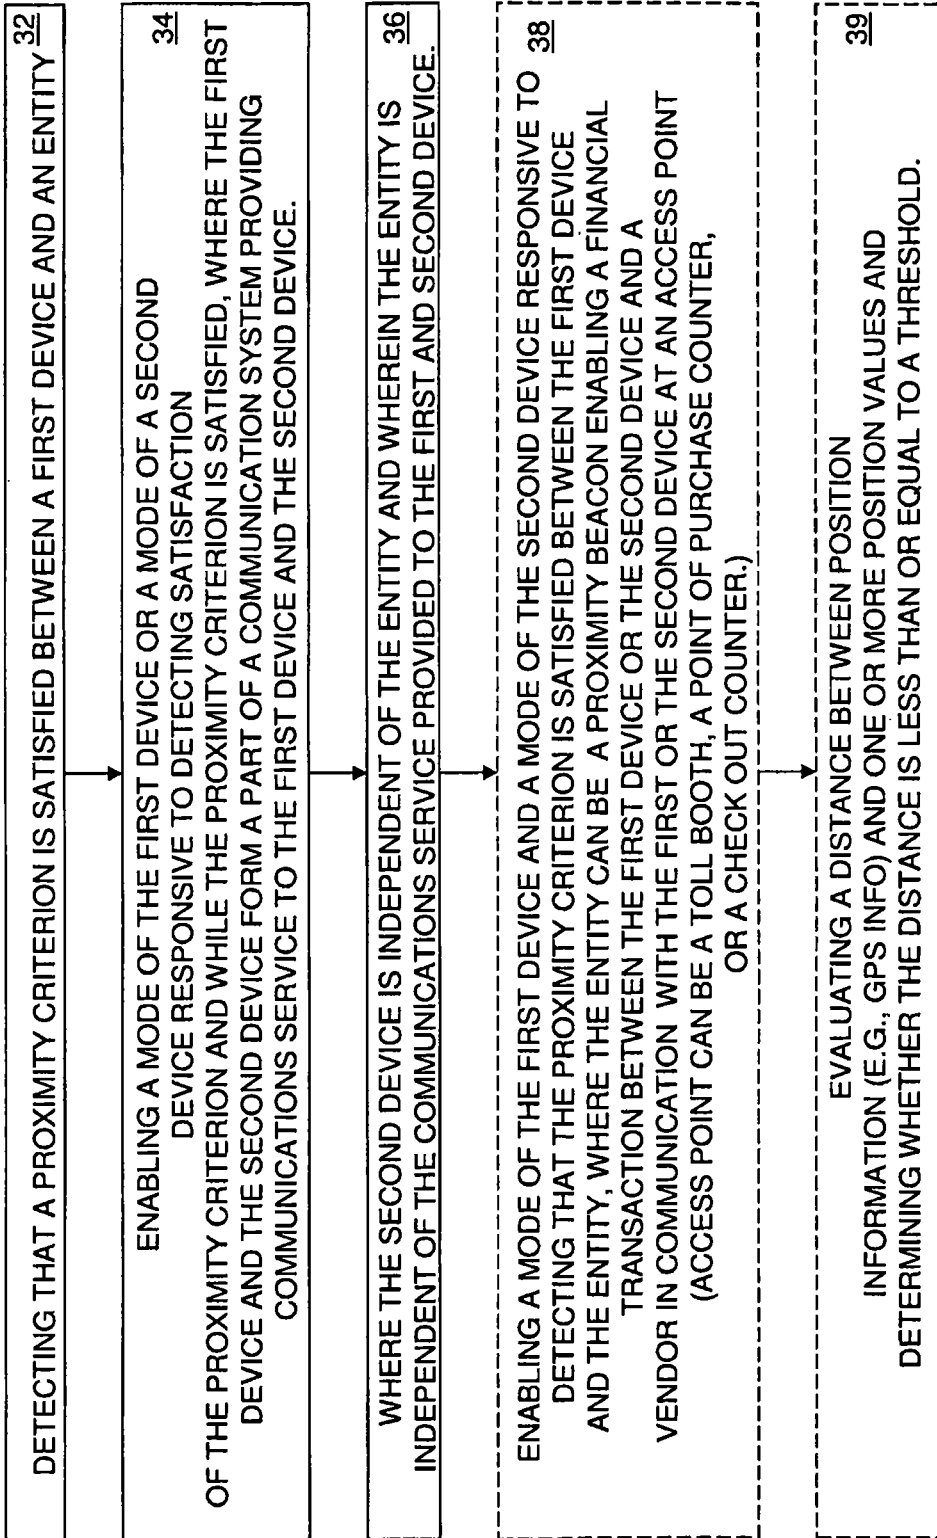 DETECTING THAT A PROXIMITY CRITERION IS SATISFIED BETWEEN A FIRST DEVICE AND AN ENTITY 32
ENABLING A MODE OF THE FIRST DEVICE OR A MODE OF A SECOND 34
DEVICE RESPONSIVE TO DETECTING SATISFACTION
OF THE PROXIMITY CRITERION AND WHILE THE PROXIMITY CRITERION IS SATISFIED, WHERE THE FIRST
DEVICE AND THE SECOND DEVICE FORM A PART OF A COMMUNICATION SYSTEM PROVIDING
COMMUNICATIONS SERVICE TO THE FIRST DEVICE AND THE SECOND DEVICE.
WHERE THE SECOND DEVICE IS INDEPENDENT OF THE ENTITY AND WHEREIN THE ENTITY IS 36
INDEPENDENT OF THE COMMUNICATIONS SERVICE PROVIDED TO THE FIRST AND SECOND DEVICE.
ENABLING A MODE OF THE FIRST DEVICE AND A MODE OF THE SECOND DEVICE RESPONSIVE TO 38
DETECTING THAT THE PROXIMITY CRITERION IS SATISFIED BETWEEN THE FIRST DEVICE
AND THE ENTITY, WHERE THE ENTITY CAN BE A PROXIMITY BEACON ENABLING A FINANCIAL
TRANSACTION BETWEEN THE FIRST DEVICE OR THE SECOND DEVICE AND A
VENDOR IN COMMUNICATION WITH THE FIRST OR THE SECOND DEVICE AT AN ACCESS POINT
(ACCESS POINT CAN BE A TOLL BOOTH, A POINT OF PURCHASE COUNTER,
OR A CHECK OUT COUNTER.)
EVALUATING A DISTANCE BETWEEN POSITION 39
INFORMATION (E.G., GPS INFO) AND ONE OR MORE POSITION VALUES AND
DETERMINING WHETHER THE DISTANCE IS LESS THAN OR EQUAL TO A THRESHOLD.